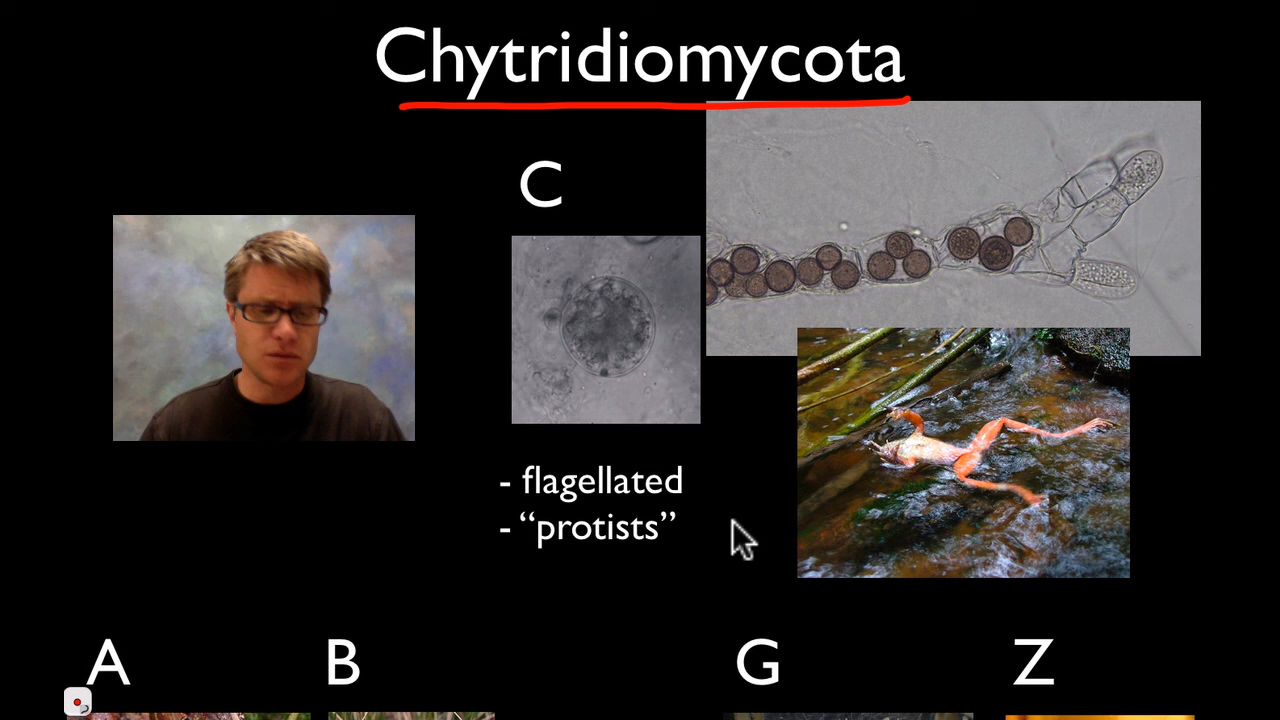 Chytridiomycota
C
- flagellated
- “protists”
A
B
G
Z